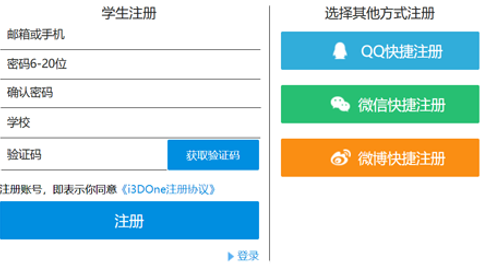 学生注册
邮箱或手机
密码6-20位
确认密码
学校
验证码
获取验证码
注册账号，即表示你同意《i3DOne注册协议》
注册
登录
选择其他方式注册
QQ快捷注册
微信快捷注册
微博快捷注册